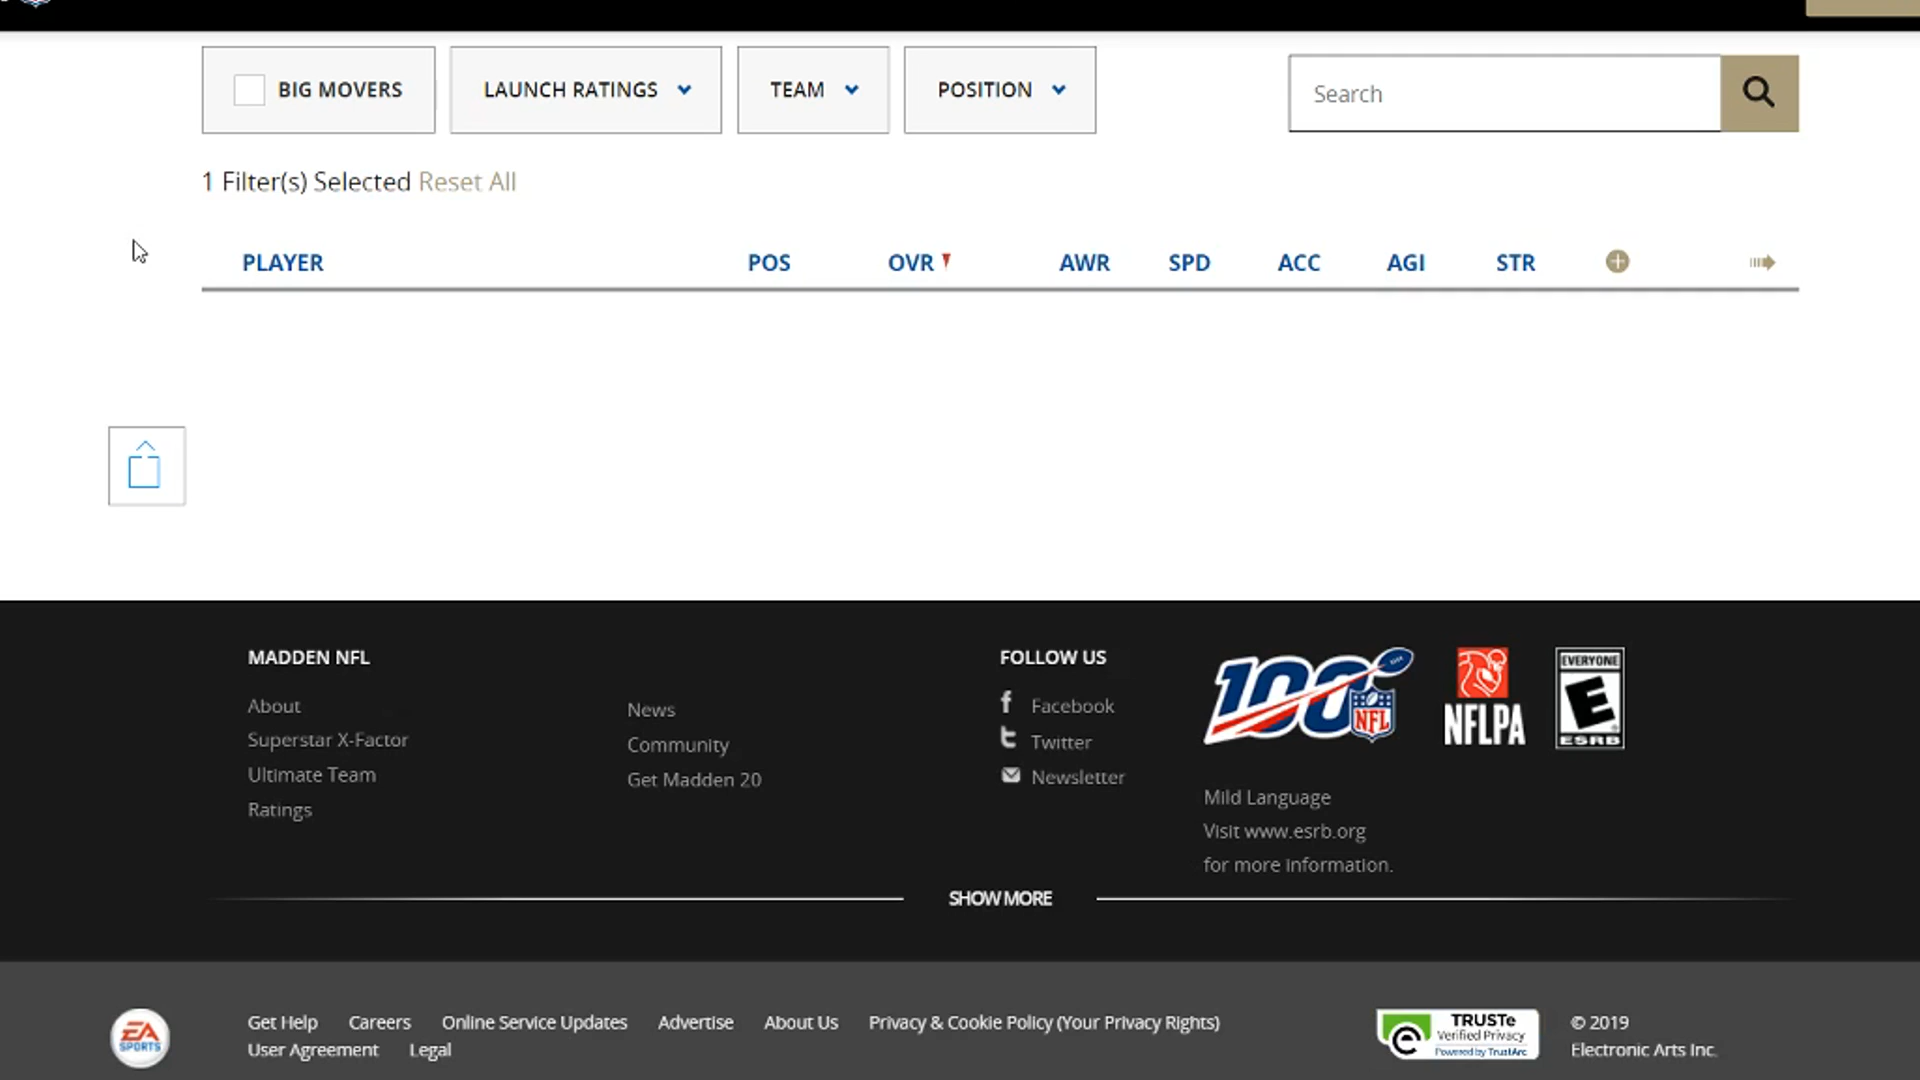 BIG MOVERS
LAUNCH RATINGS
TEAM
POSITION
Search
1 Filter(s) Selected Reset All
PLAYER POS OVR AWR SPD ACC AGI STR
MADDEN NFL
About
Superstar X-Factor
Ultimate Team
Ratings
News
Community
Get Madden 20
FOLLOW US
Facebook
Twitter
Newsletter
100
NFL
NFLPA
EVERYONE
E
ESRB
Mild Language
Visit www.esrb.org
for more information.
SHOW MORE
EA
SPORTS
Get Help Careers Online Service Updates Advertise About Us Privacy & Cookie Policy (Your Privacy Rights)
User Agreement Legal
TRUSTe
Verified Privacy
Powered by TrustArc
© 2019
Electronic Arts Inc.